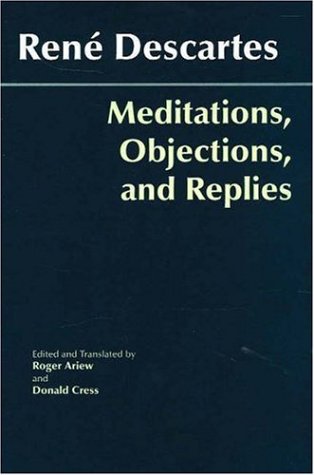 René Descartes
Meditations,
Objections,
and Replies
Edited and Translated by
Roger Ariew
and
Donald Cress